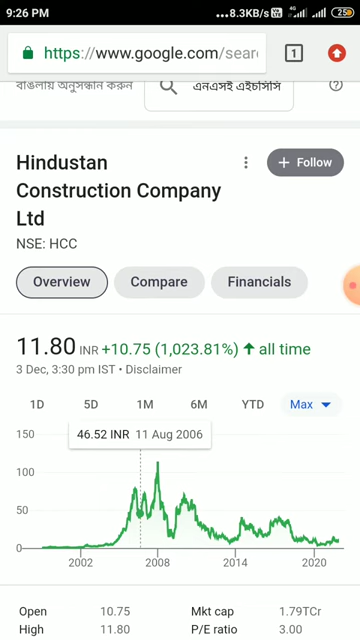 9:26 PM
...8.3KB/s
4G
25
https://www.google.com/sear
1
বাঙলায় অনুসন্ধান করুন
এনএসই এইচসিসি
Hindustan
Construction Company
Ltd
+ Follow
NSE: HCC
Overview
Compare
Financials
11.80 INR +10.75 (1,023.81%) ↑ all time
3 Dec, 3:30 pm IST • Disclaimer
1D 5D 1M 6M YTD Max
46.52 INR 11 Aug 2006
150
100
50
0
2002 2008 2014 2020
Open 10.75 Mkt cap 1.79TCr
High 11.80 P/E ratio 3.00